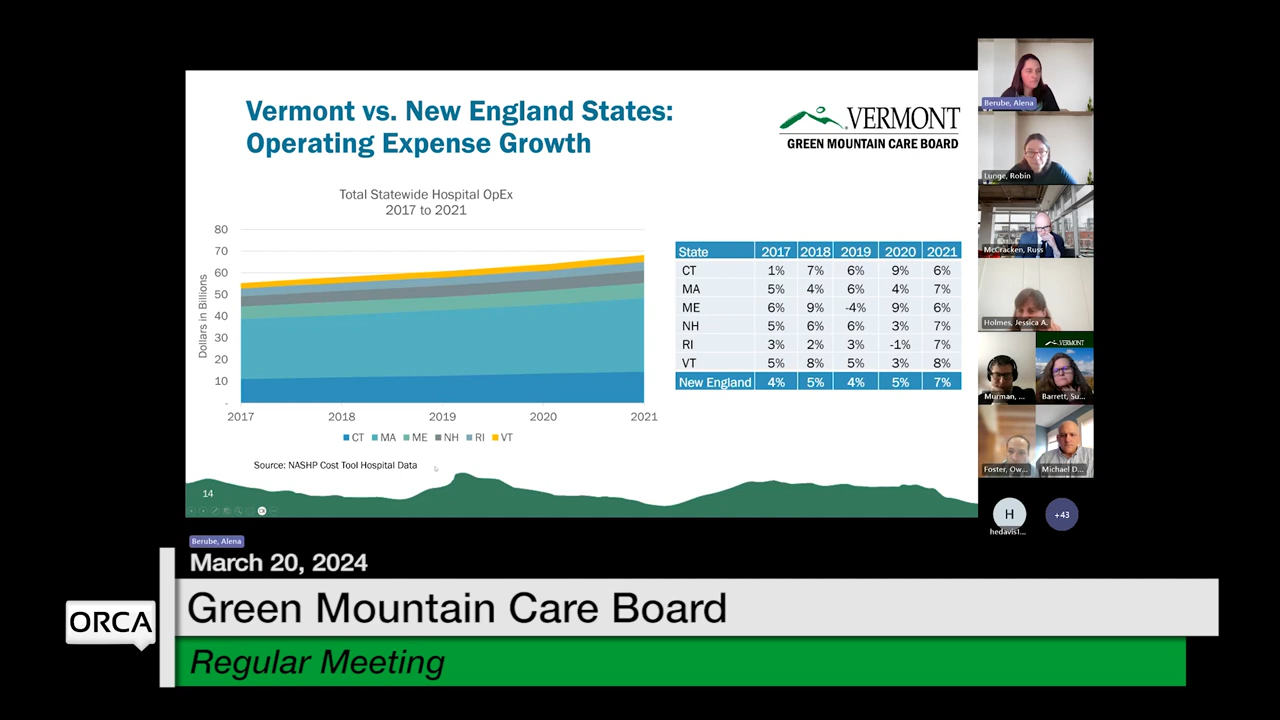 Vermont vs. New England States:
Operating Expense Growth
VERMONT
GREEN MOUNTAIN CARE BOARD
Total Statewide Hospital OpEx
2017 to 2021
Dollars in Billions
80
70
60
50
40
30
20
10
-
2017 2018 2019 2020 2021
CT MA ME NH RI VT
Source: NASHP Cost Tool Hospital Data
14
State 2017 2018 2019 2020 2021
CT 1% 7% 6% 9% 6%
MA 5% 4% 6% 4% 7%
ME 6% 9% -4% 9% 6%
NH 5% 6% 6% 3% 7%
RI 3% 2% 3% -1% 7%
VT 5% 8% 5% 3% 8%
New England 4% 5% 4% 5% 7%
Berube, Alena
Lunge, Robin
McCracken, Russ
Holmes, Jessica A.
VERMONT
Murman, ...
Barrett, Su...
Foster, Ow...
Michael D...
H
+43
hedavis1...
Berube, Alena
March 20, 2024
ORCA
Green Mountain Care Board
Regular Meeting